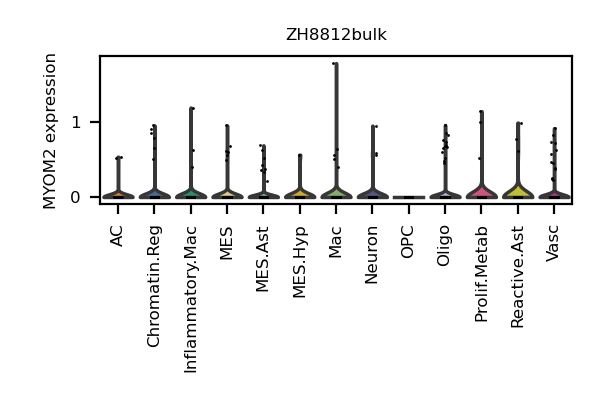 ZH8812bulk
MYOM2 expression
1
0
AC
Chromatin.Reg
Inflammatory.Mac
MES
MES.Ast
MES.Hyp
Mac
Neuron
OPC
Oligo
Prolif.Metab
Reactive.Ast
Vasc